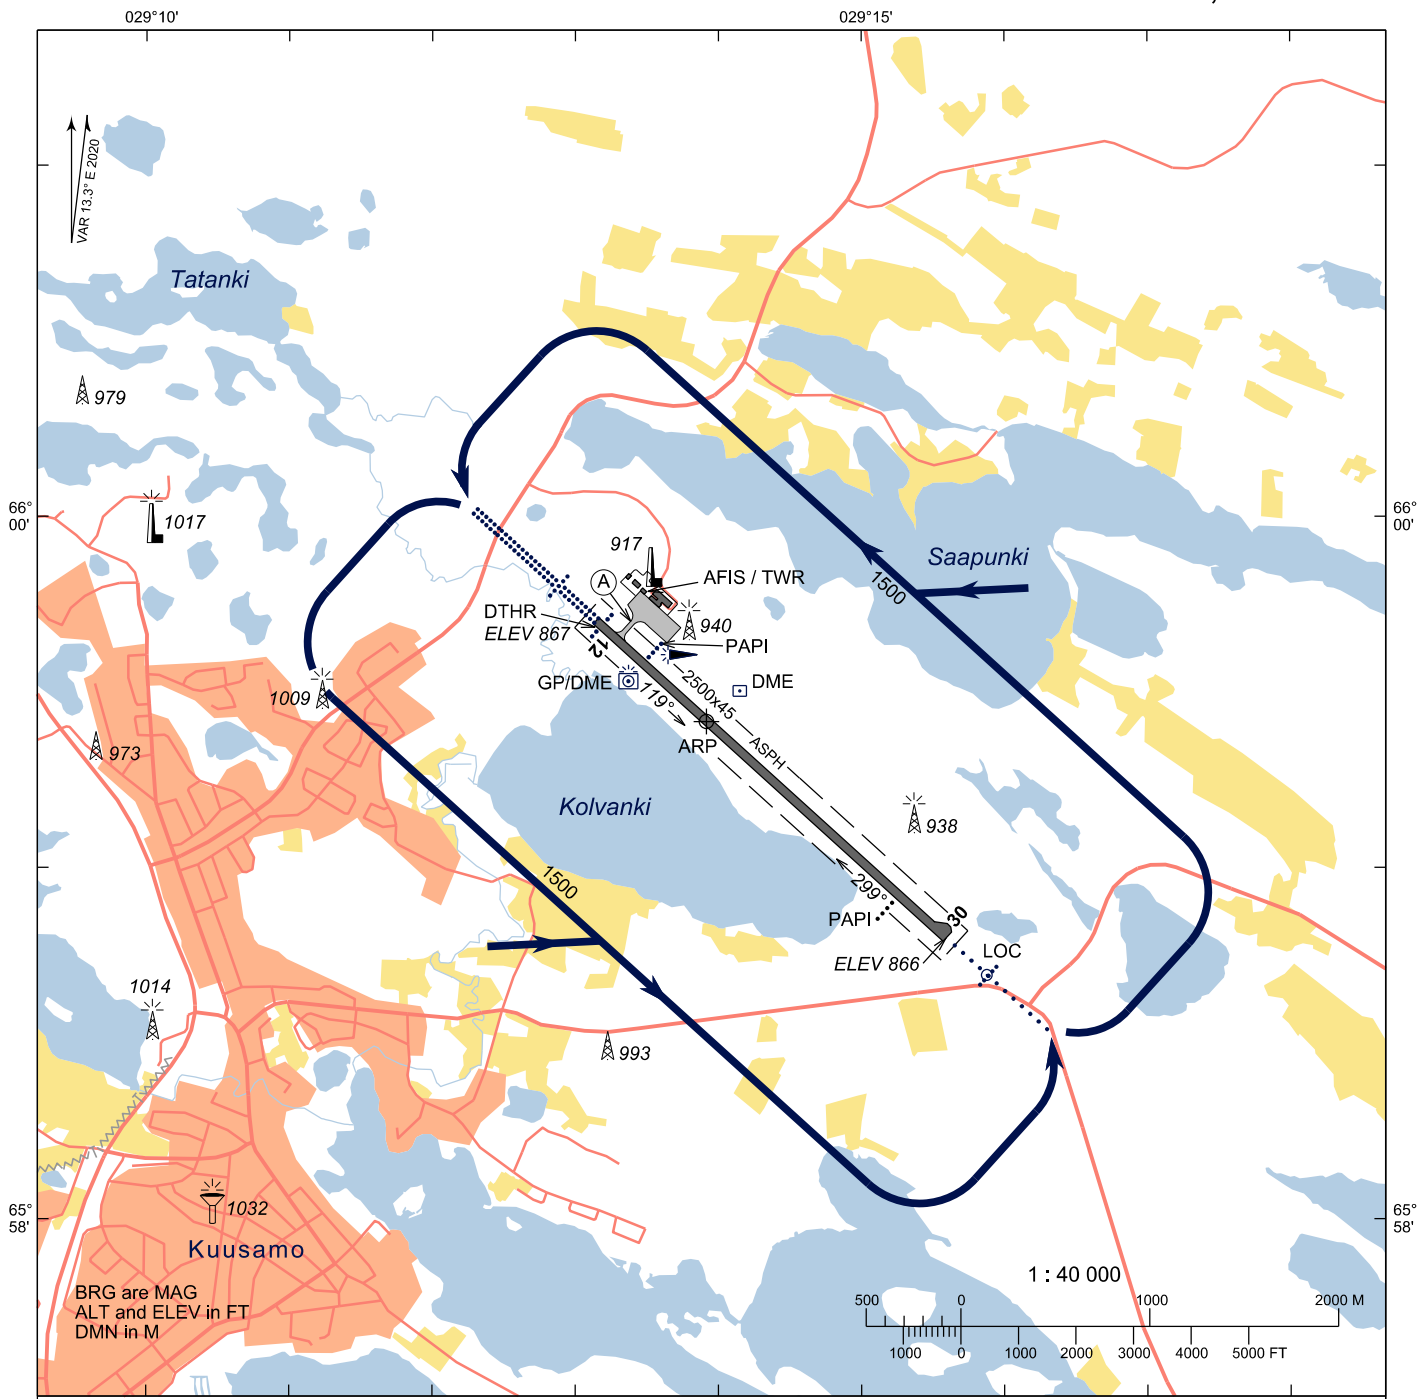 029°10'
029°15'
VAR 13.3° E 2020
Tatanki
979
66°
00'
1017
917
AFIS / TWR
A
DTHR
ELEV 867
940
PAPI
12
GP/DME
119°
2500x45
DME
ARP
ASPH
Saapunki
1500
66°
00'
1009
973
Kolvanki
938
1500
299°
PAPI
30
ELEV 866
LOC
1014
993
1032
Kuusamo
65°
58'
65°
58'
BRG are MAG
ALT and ELEV in FT
DMN in M
1 : 40 000
500 0 1000 2000 M
1000 0 1000 2000 3000 4000 5000 FT